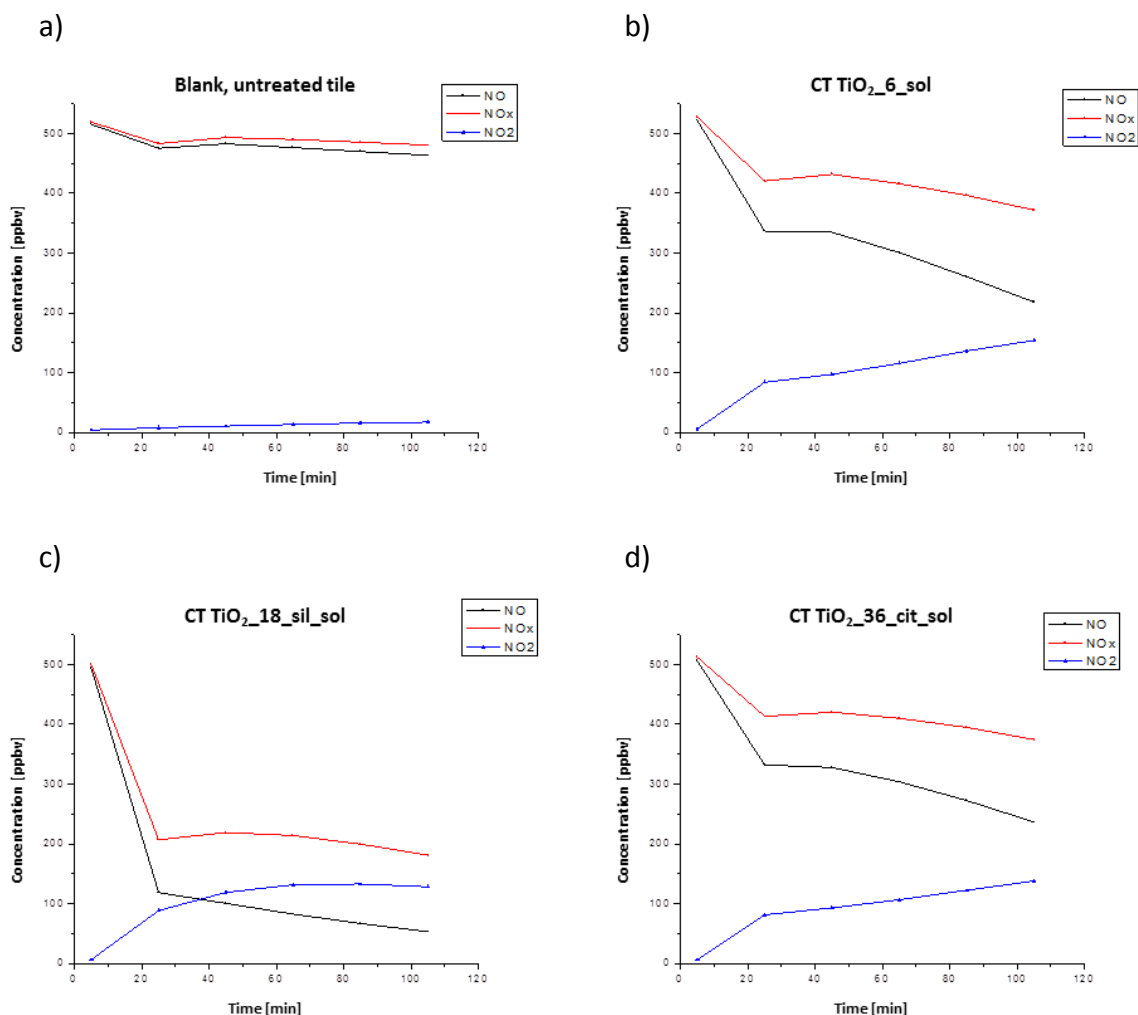 a)
Blank, untreated tile
NO
NOx
NO2
Concentration [ppbv]
500
400
300
200
100
0
0 20 40 60 80 100 120
Time [min]
b)
CT TiO₂_6_sol
NO
NOx
NO2
Concentration [ppbv]
500
400
300
200
100
0
0 20 40 60 80 100 120
Time [min]
c)
CT TiO₂_18_sil_sol
NO
NOx
NO2
Concentration [ppbv]
500
400
300
200
100
0
0 20 40 60 80 100 120
Time [min]
d)
CT TiO₂_36_cit_sol
NO
NOx
NO2
Concentration [ppbv]
500
400
300
200
100
0
0 20 40 60 80 100 120
Time [min]